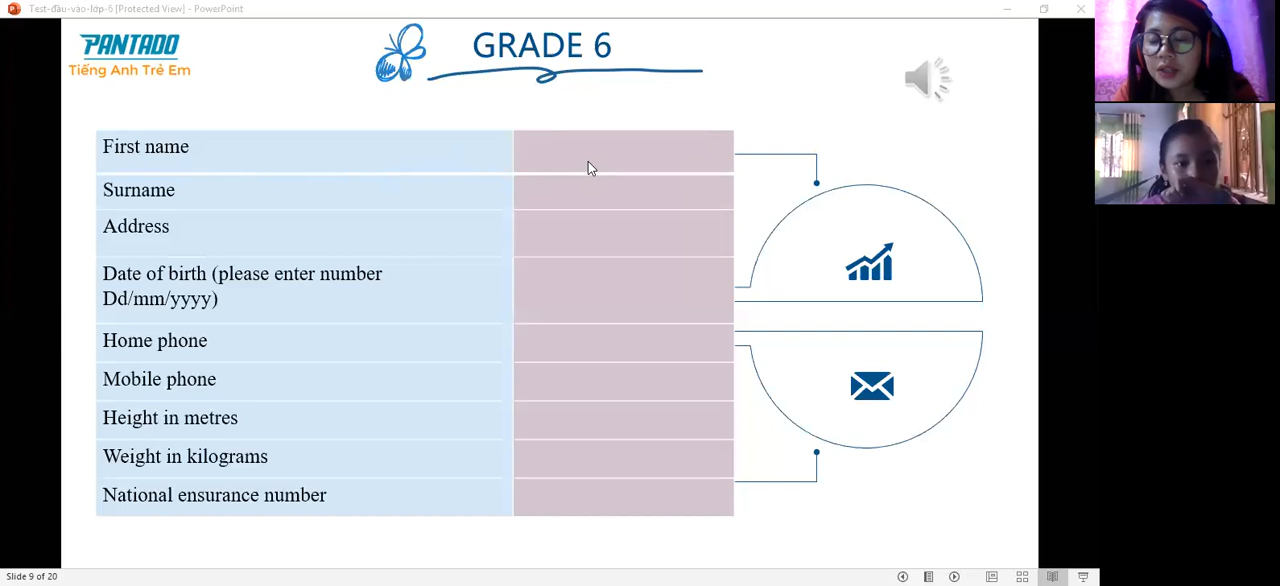 Test-đầu-vào-lớp-6 [Protected View] - PowerPoint
PANTADO
Tiếng Anh Trẻ Em
GRADE 6
First name
Surname
Address
Date of birth (please enter number
Dd/mm/yyyy)
Home phone
Mobile phone
Height in metres
Weight in kilograms
National ensurance number
Slide 9 of 20